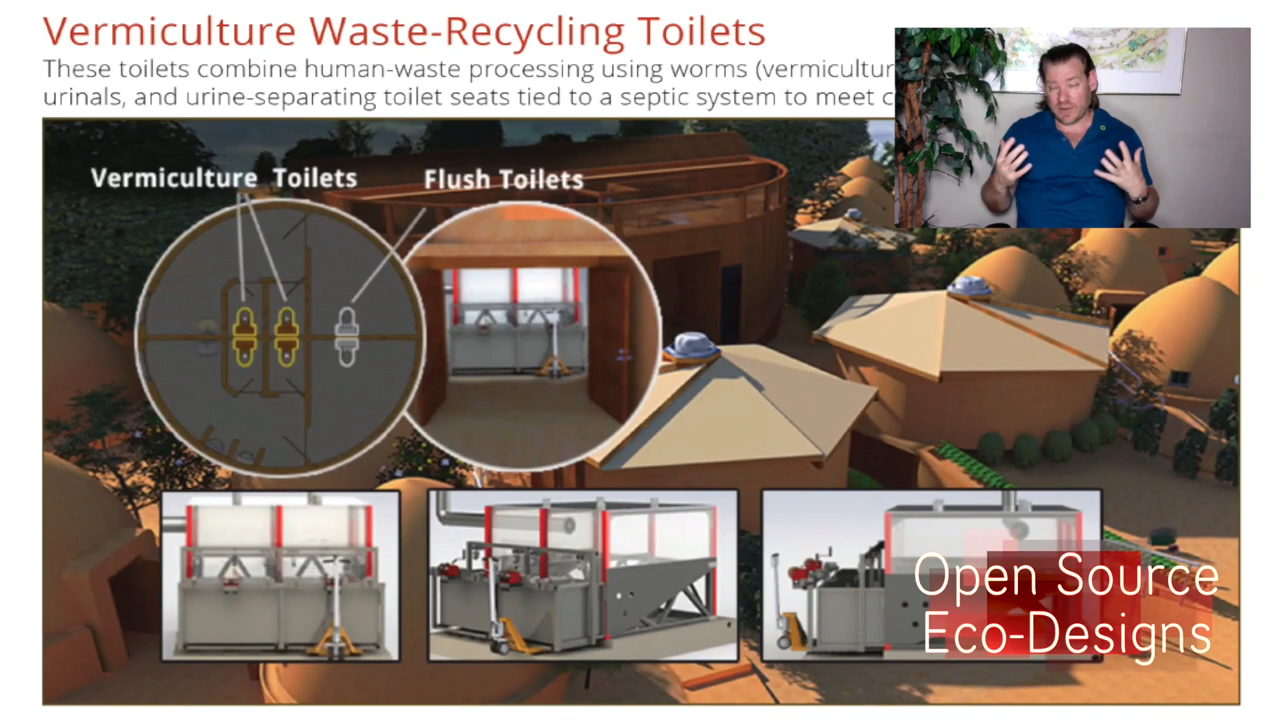 Vermiculture Waste-Recycling Toilets
These toilets combine human-waste processing using worms
urinals, and urine-separating toilet seats tied to a septic system to meet
Vermiculture Toilets
Flush Toilets
Open Source
Eco-Designs